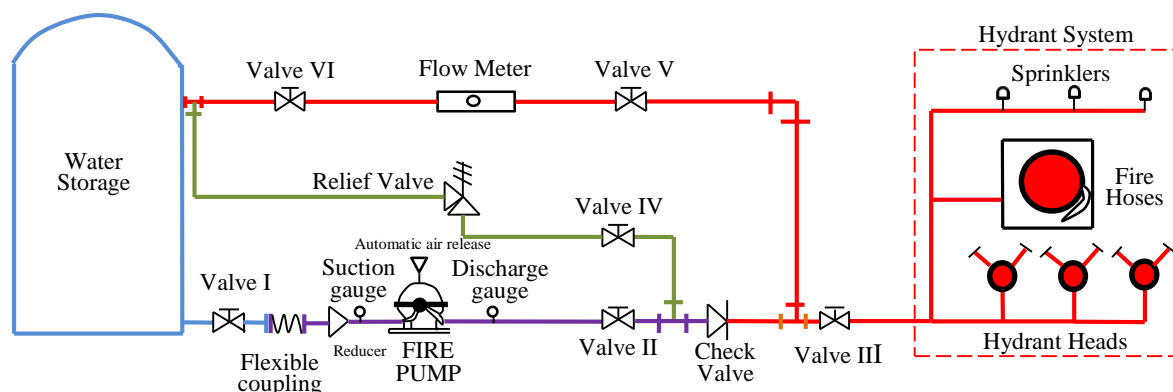 Hydrant System
Valve VI
Flow Meter
Valve V
Sprinklers
Water
Storage
Relief Valve
Fire
Hoses
Valve IV
Automatic air release
Valve I
Suction
gauge
Discharge
gauge
Flexible
coupling
Reducer
FIRE
PUMP
Valve II
Check
Valve
Valve III
Hydrant Heads